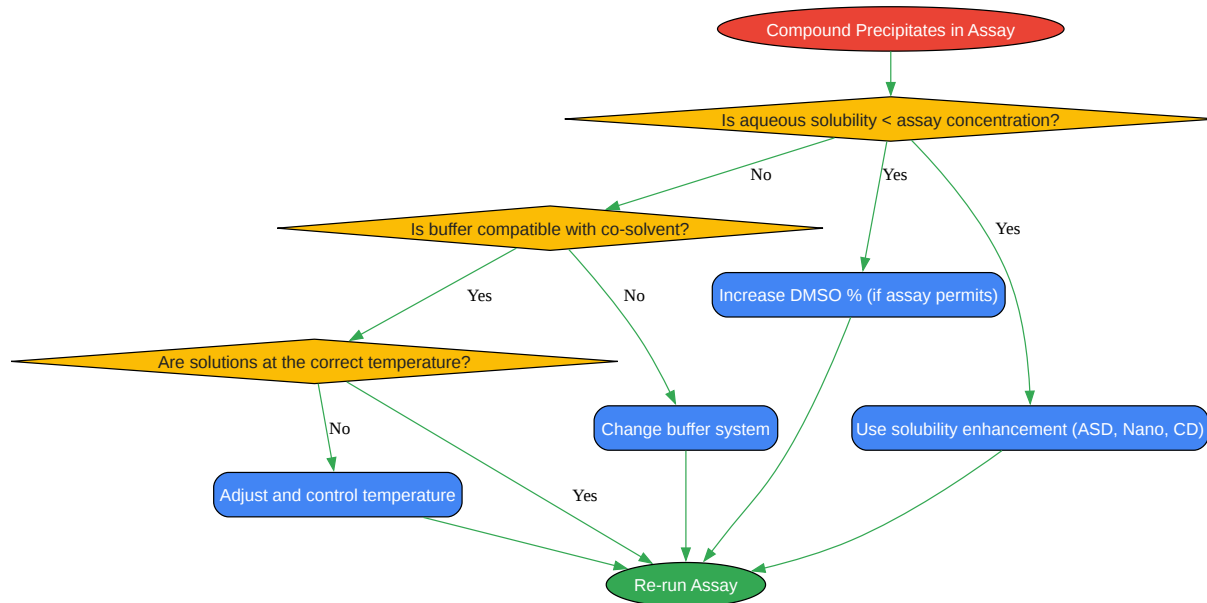 Compound Precipitates in Assay
Is aqueous solubility < assay concentration?
No
Yes
Is buffer compatible with co-solvent?
Yes
Yes
No
Increase DMSO % (if assay permits)
Are solutions at the correct temperature?
No
Change buffer system
Use solubility enhancement (ASD, Nano, CD)
Adjust and control temperature
Yes
Re-run Assay